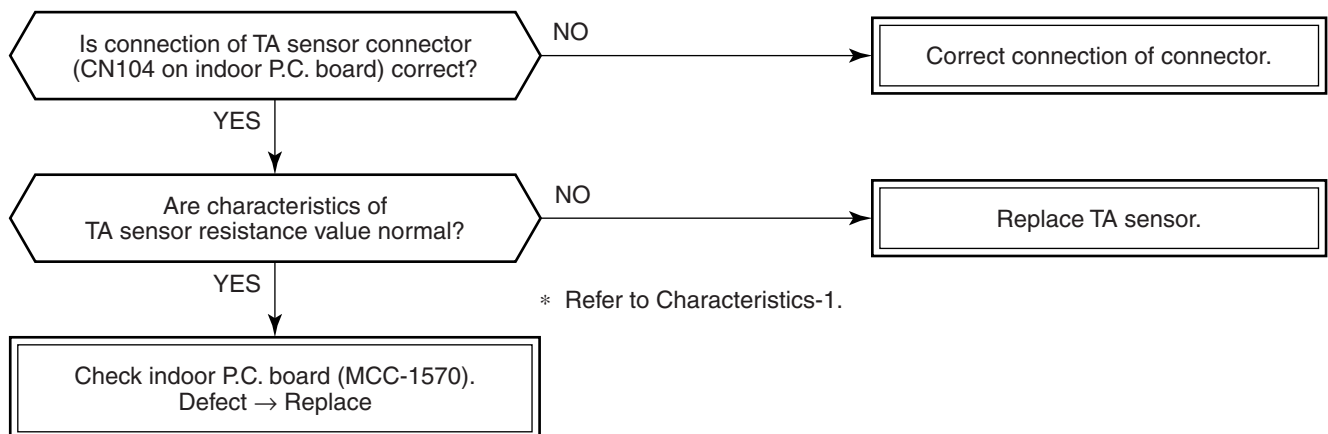 Is connection of TA sensor connector
(CN104 on indoor P.C. board) correct?
NO
Correct connection of connector.
YES
Are characteristics of
TA sensor resistance value normal?
NO
Replace TA sensor.
YES
* Refer to Characteristics-1.
Check indoor P.C. board (MCC-1570).
Defect → Replace